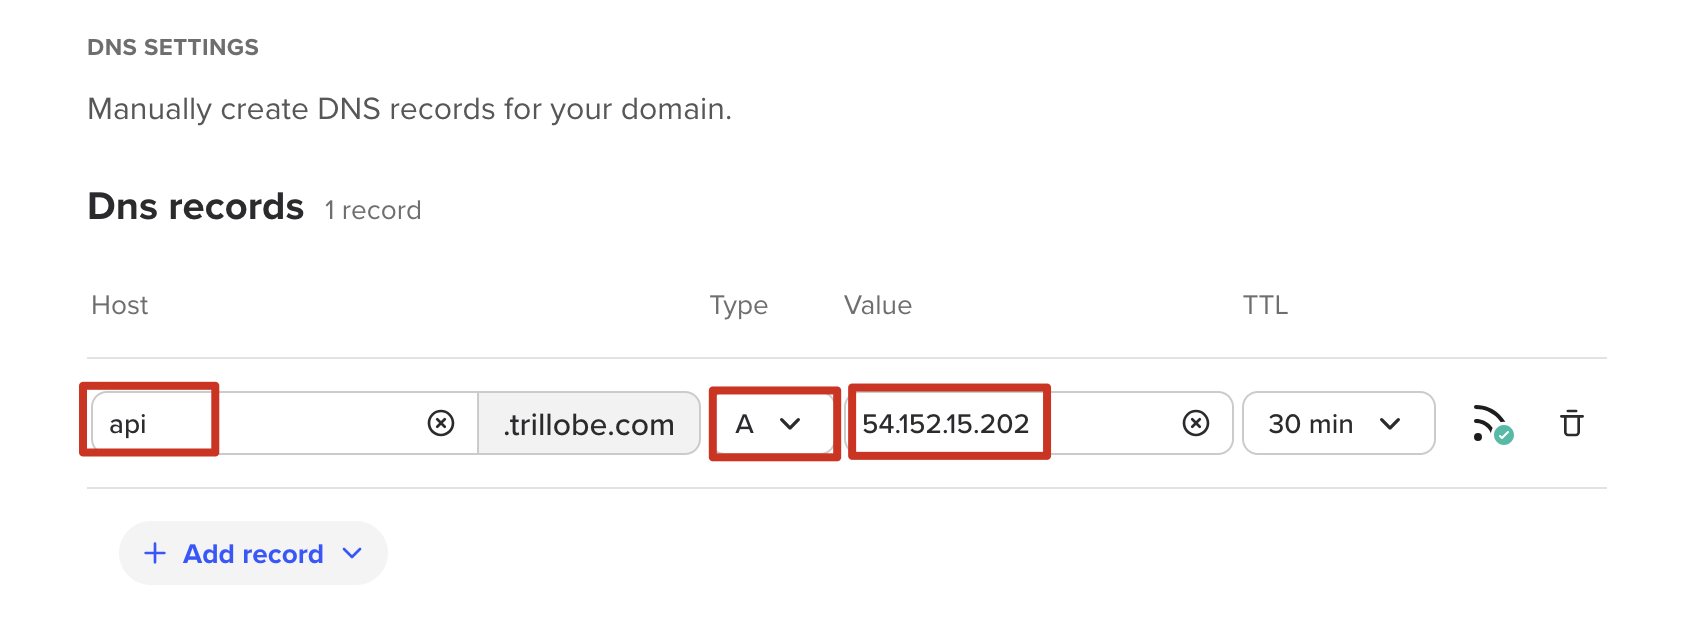 DNS SETTINGS
Manually create DNS records for your domain.
Dns records 1 record
Host Type Value TTL
api .trillobe.com A 54.152.15.202 30 min
+ Add record